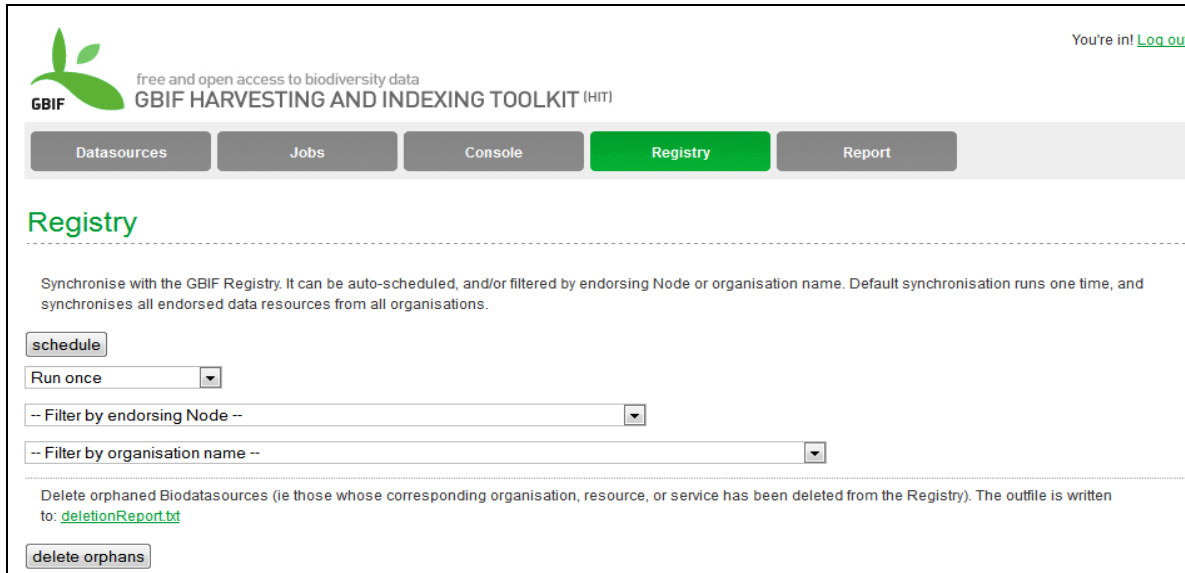 You're in! Log out
free and open access to biodiversity data
GBIF
GBIF HARVESTING AND INDEXING TOOLKIT (HIT)
Datasources Jobs Console Registry Report
Registry
Synchronise with the GBIF Registry. It can be auto-scheduled, and/or filtered by endorsing Node or organisation name. Default synchronisation runs one time, and
synchronises all endorsed data resources from all organisations.
schedule
Run once
-- Filter by endorsing Node --
-- Filter by organisation name --
Delete orphaned Biodatasources (ie those whose corresponding organisation, resource, or service has been deleted from the Registry). The outfile is written
to: deletionReport.txt
delete orphans